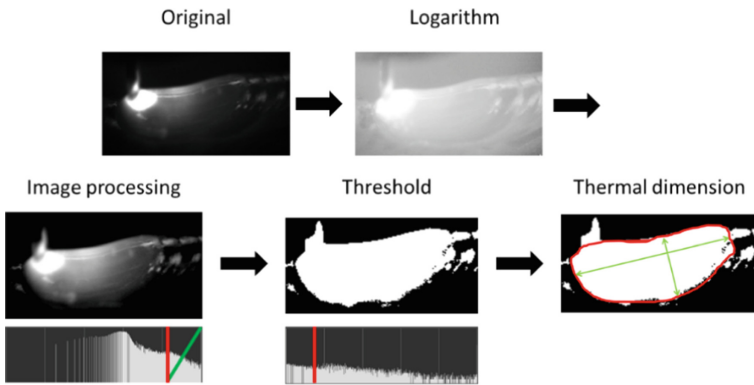 Original
Logarithm
Image processing
Threshold
Thermal dimension